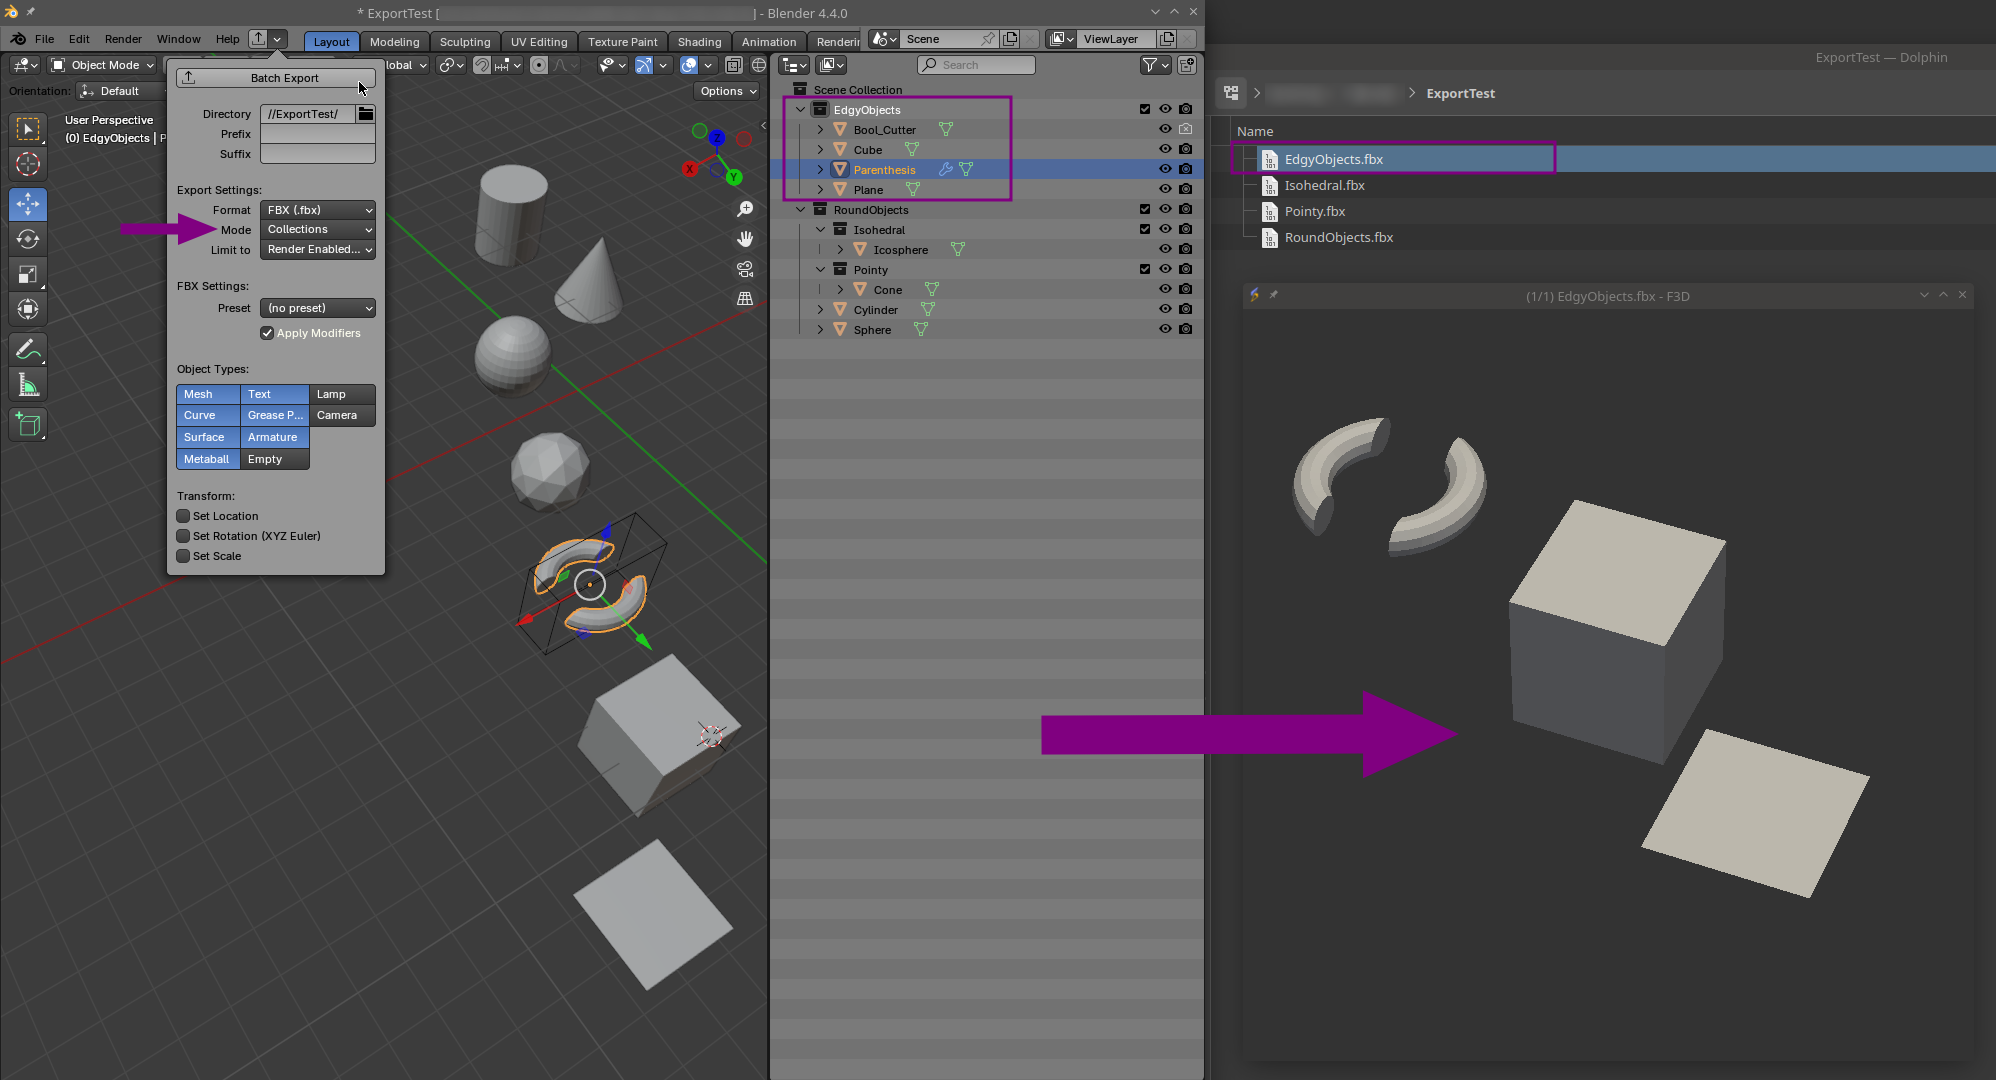 * ExportTest [ ] - Blender 4.4.0
File Edit Render Window Help
Layout Modeling Sculpting UV Editing Texture Paint Shading Animation Renderin
Scene ViewLayer
Object Mode
lobal
Orientation: Default
Options
User Perspective
(0) EdgyObjects | P
Batch Export
Directory //ExportTest/
Prefix
Suffix
Export Settings:
Format FBX (.fbx)
Mode Collections
Limit to Render Enabled...
FBX Settings:
Preset (no preset)
Apply Modifiers
Object Types:
Mesh Text Lamp
Curve Grease P... Camera
Surface Armature
Metaball Empty
Transform:
Set Location
Set Rotation (XYZ Euler)
Set Scale
Z
X
Y
Search
Scene Collection
EdgyObjects
Bool_Cutter
Cube
Parenthesis
Plane
RoundObjects
Isohedral
Icosphere
Pointy
Cone
Cylinder
Sphere
ExportTest — Dolphin
ExportTest
Name
EdgyObjects.fbx
Isohedral.fbx
Pointy.fbx
RoundObjects.fbx
(1/1) EdgyObjects.fbx - F3D